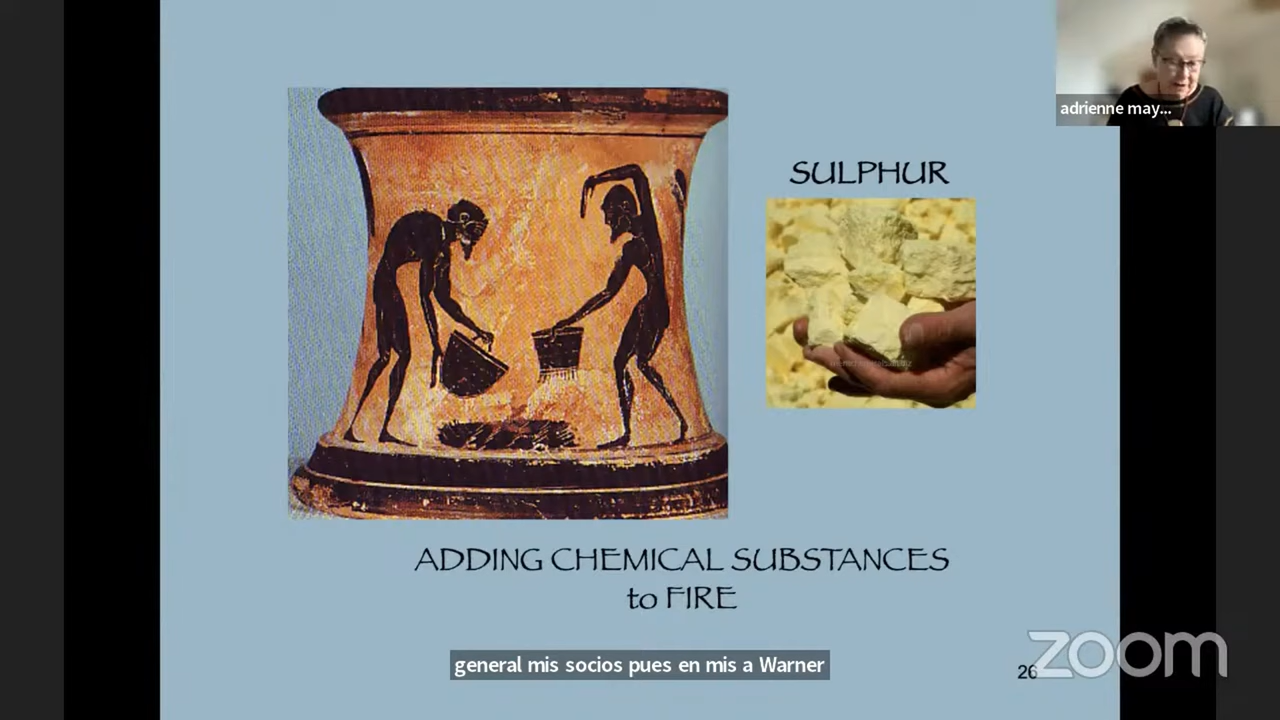 adrienne may...
SULPHUR
ADDING CHEMICAL SUBSTANCES
to FIRE
general mis socios pues en mis a Warner
26
zoom